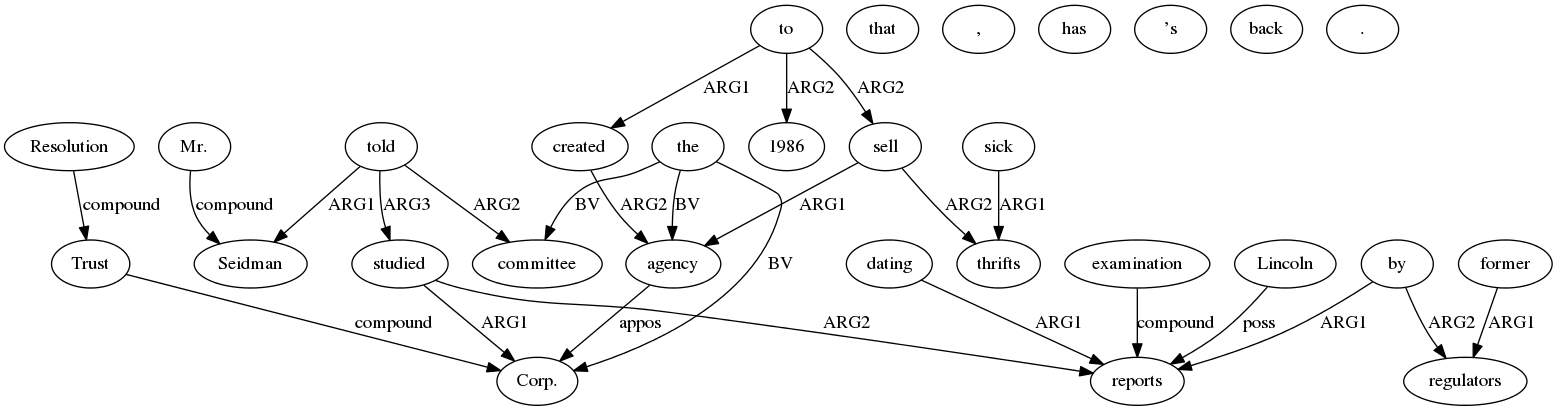 to that , has ’s back .
ARG1 ARG2 ARG2
Resolution Mr. told created the 1986 sell sick
compound compound ARG1 ARG3 ARG2 BV ARG2 BV ARG1 ARG2 ARG1
Trust Seidman studied committee agency dating thrifts examination Lincoln by former
BV
compound ARG1 appos ARG2 ARG1 compound poss ARG1 ARG2 ARG1
Corp. reports regulators